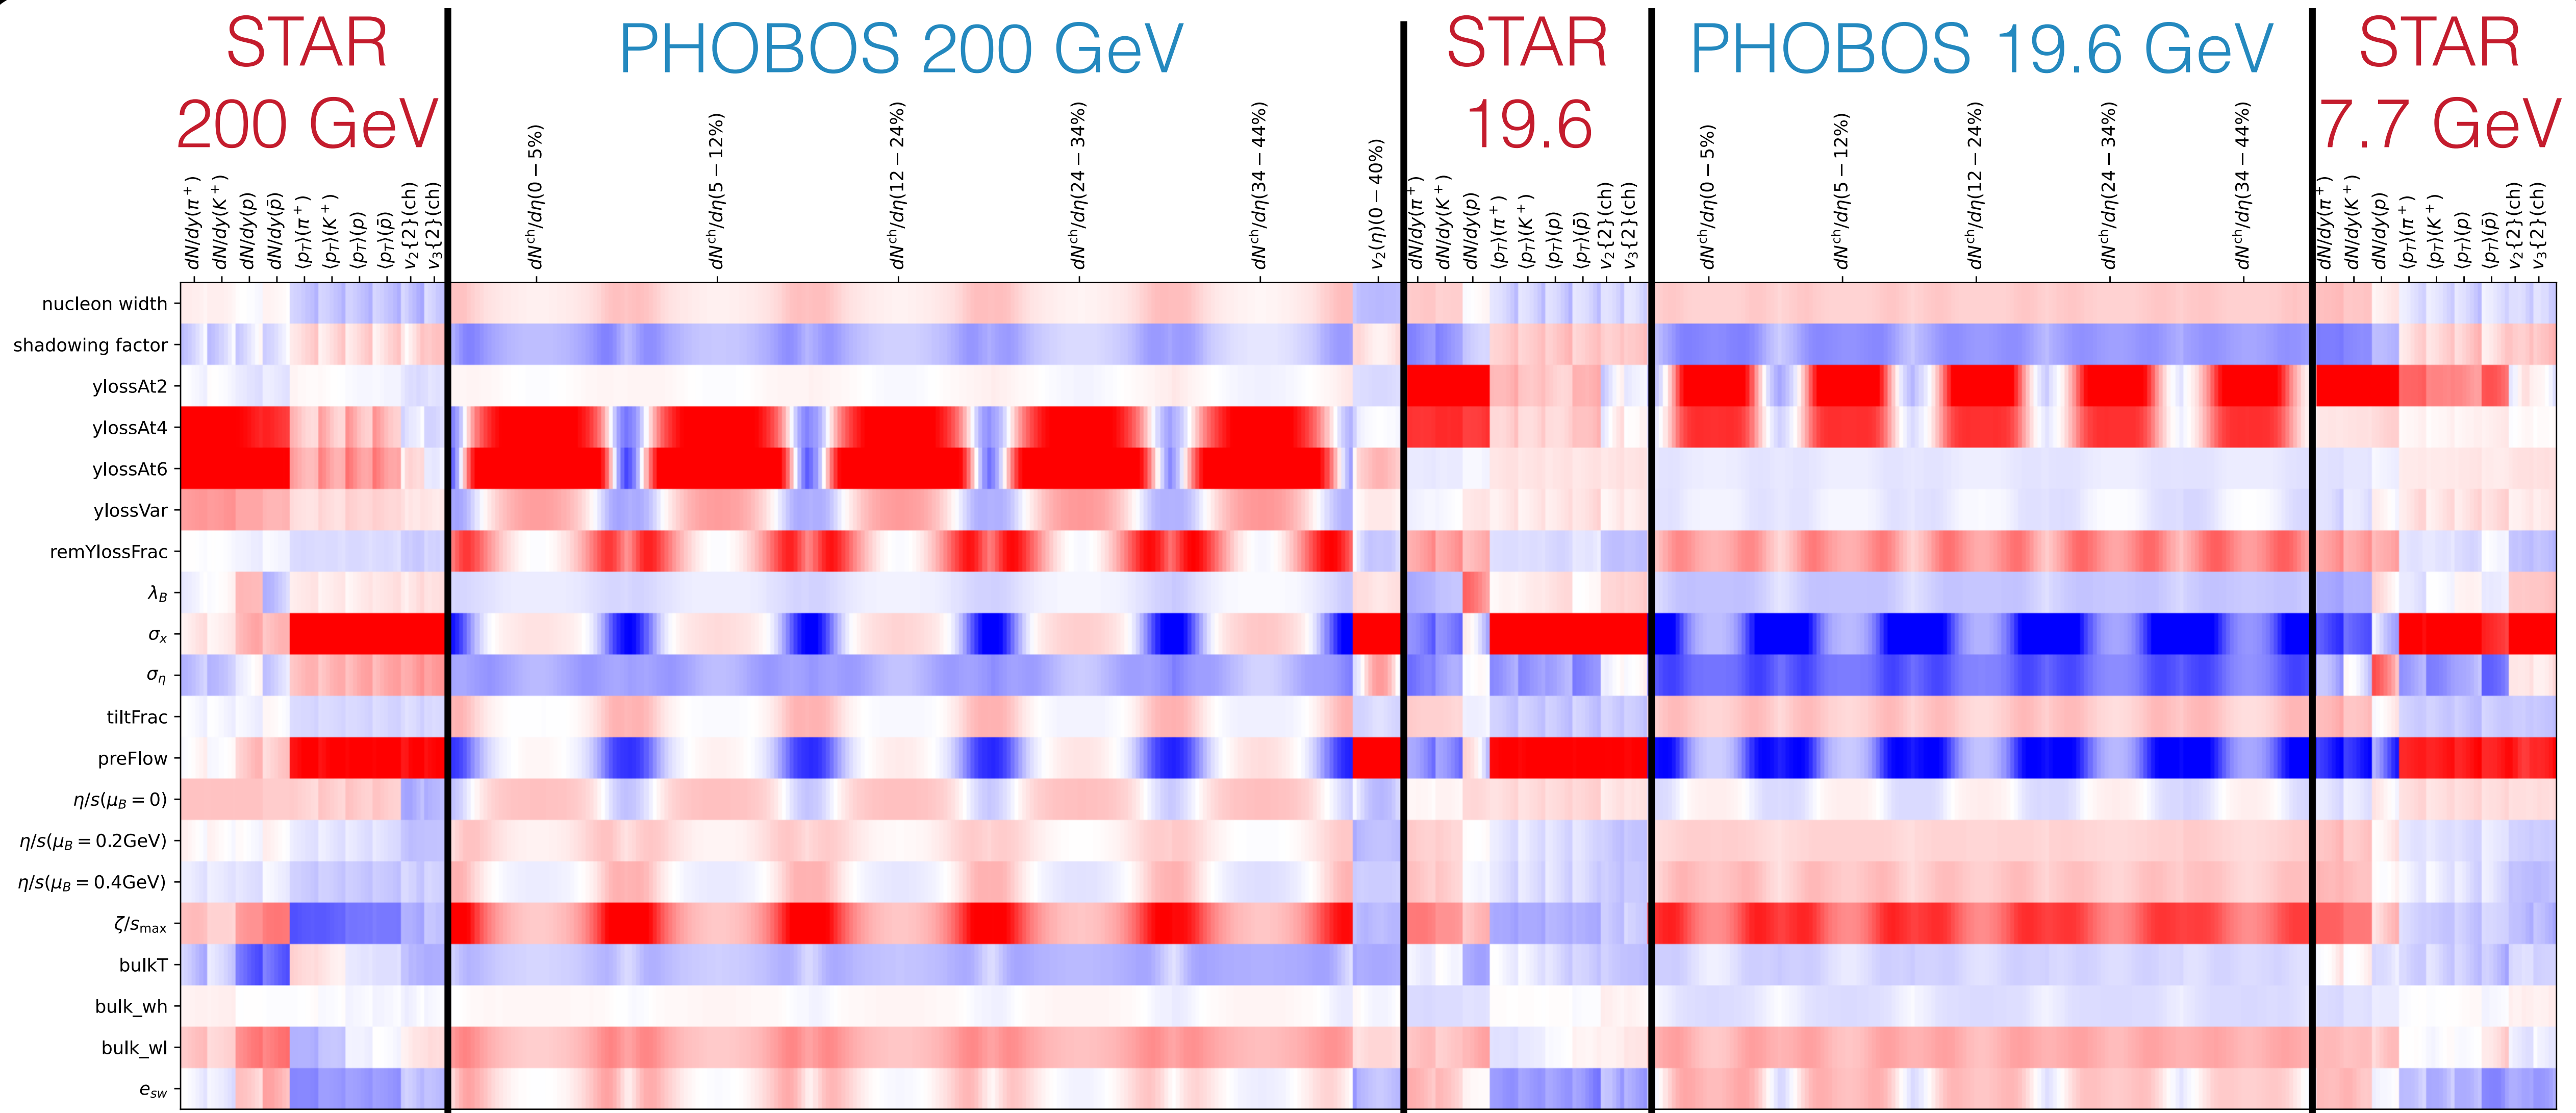 STAR
200 GeV
PHOBOS 200 GeV
STAR
19.6
PHOBOS 19.6 GeV
STAR
7.7 GeV
dN/dy(π⁺)
dN/dy(K⁺)
dN/dy(p)
dN/dy(p̄)
⟨p_T⟩(π⁺)
⟨p_T⟩(K⁺)
⟨p_T⟩(p)
⟨p_T⟩(p̄)
v₂{2}(ch)
v₃{2}(ch)
dN^ch/dη(0 − 5%)
dN^ch/dη(5 − 12%)
dN^ch/dη(12 − 24%)
dN^ch/dη(24 − 34%)
dN^ch/dη(34 − 44%)
v₂(η)(0 − 40%)
dN/dy(π⁺)
dN/dy(K⁺)
dN/dy(p)
⟨p_T⟩(π⁺)
⟨p_T⟩(K⁺)
⟨p_T⟩(p)
⟨p_T⟩(p̄)
v₂{2}(ch)
v₃{2}(ch)
dN^ch/dη(0 − 5%)
dN^ch/dη(5 − 12%)
dN^ch/dη(12 − 24%)
dN^ch/dη(24 − 34%)
dN^ch/dη(34 − 44%)
dN/dy(π⁺)
dN/dy(K⁺)
dN/dy(p)
⟨p_T⟩(π⁺)
⟨p_T⟩(K⁺)
⟨p_T⟩(p)
⟨p_T⟩(p̄)
v₂{2}(ch)
v₃{2}(ch)
nucleon width
shadowing factor
ylossAt2
ylossAt4
ylossAt6
ylossVar
remYlossFrac
λ_B
σ_x
σ_η
tiltFrac
preFlow
η/s(μ_B = 0)
η/s(μ_B = 0.2GeV)
η/s(μ_B = 0.4GeV)
ζ/s_max
bulkT
bulk_wh
bulk_wl
e_sw